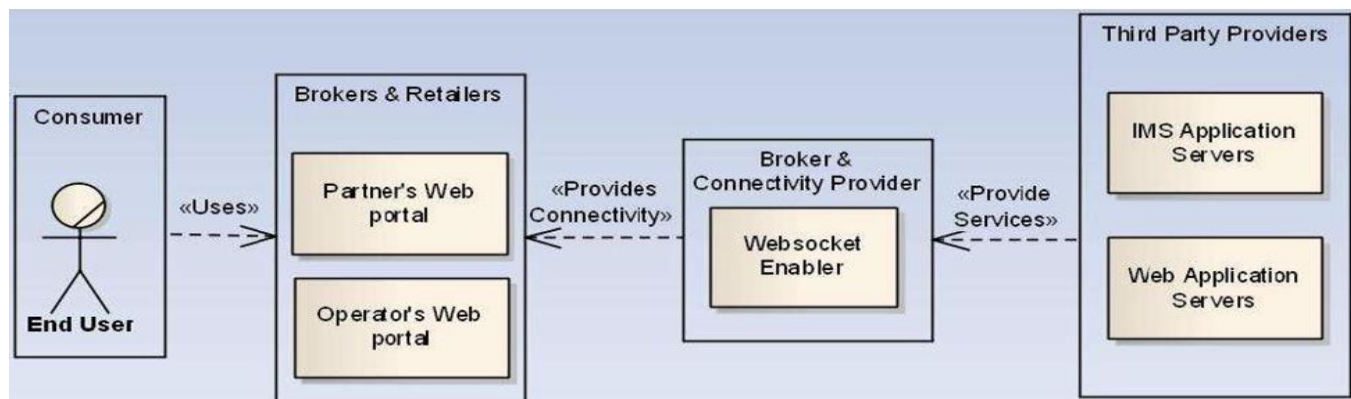 Consumer
End User
«Uses»
Brokers & Retailers
Partner's Web
portal
Operator's Web
portal
«Provides
Connectivity»
Broker &
Connectivity Provider
Websocket
Enabler
«Provide
Services»
Third Party Providers
IMS Application
Servers
Web Application
Servers